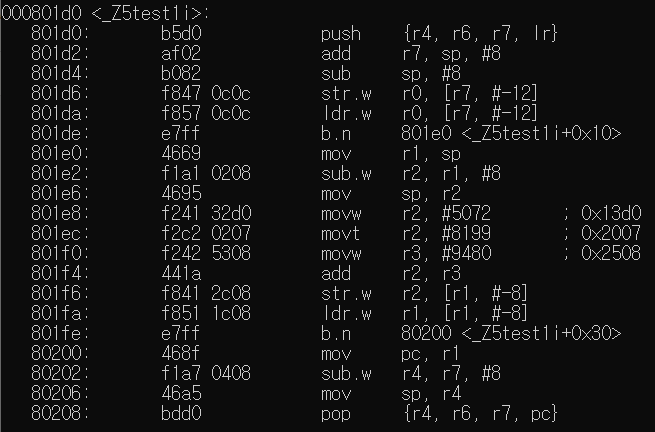 000801d0 <_Z5test1i>:
801d0: b5d0 push {r4, r6, r7, lr}
801d2: af02 add r7, sp, #8
801d4: b082 sub sp, #8
801d6: f847 0c0c str.w r0, [r7, #-12]
801da: f857 0c0c ldr.w r0, [r7, #-12]
801de: e7ff b.n 801e0 <_Z5test1i+0x10>
801e0: 4669 mov r1, sp
801e2: f1a1 0208 sub.w r2, r1, #8
801e6: 4695 mov sp, r2
801e8: f241 32d0 movw r2, #5072 ; 0x13d0
801ec: f2c2 0207 movt r2, #8199 ; 0x2007
801f0: f242 5308 movw r3, #9480 ; 0x2508
801f4: 441a add r2, r3
801f6: f841 2c08 str.w r2, [r1, #-8]
801fa: f851 1c08 ldr.w r1, [r1, #-8]
801fe: e7ff b.n 80200 <_Z5test1i+0x30>
80200: 468f mov pc, r1
80202: f1a7 0408 sub.w r4, r7, #8
80206: 46a5 mov sp, r4
80208: bdd0 pop {r4, r6, r7, pc}